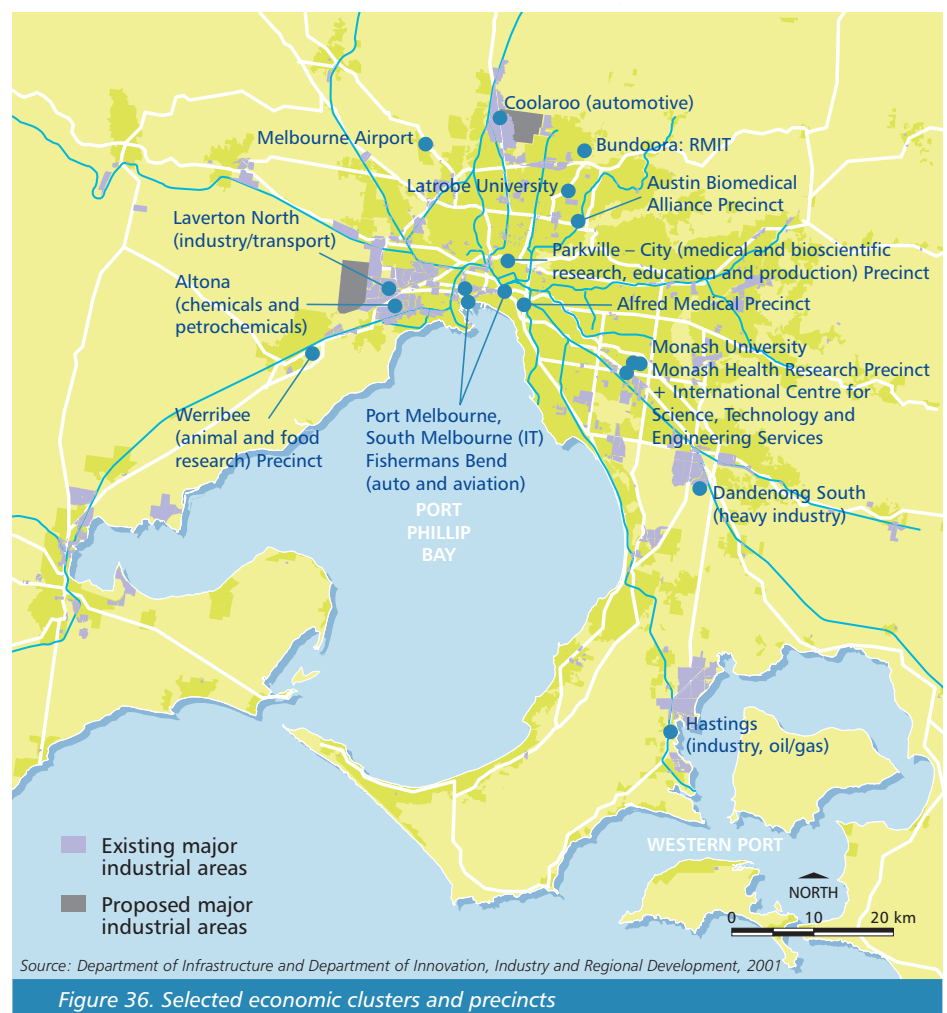 Coolaroo (automotive)
Melbourne Airport
Bundoora: RMIT
Latrobe University
Austin Biomedical
Alliance Precinct
Laverton North
(industry/transport)
Parkville – City (medical and bioscientific
research, education and production) Precinct
Altona
(chemicals and
petrochemicals)
Alfred Medical Precinct
Monash University
Monash Health Research Precinct
+ International Centre for
Science, Technology and
Engineering Services
Werribee
(animal and food
research) Precinct
Port Melbourne,
South Melbourne (IT)
Fishermans Bend
(auto and aviation)
Dandenong South
(heavy industry)
PORT
PHILLIP
BAY
Hastings
(industry, oil/gas)
WESTERN PORT
Existing major
industrial areas
Proposed major
industrial areas
NORTH
0 10 20 km
Source: Department of Infrastructure and Department of Innovation, Industry and Regional Development, 2001
Figure 36. Selected economic clusters and precincts